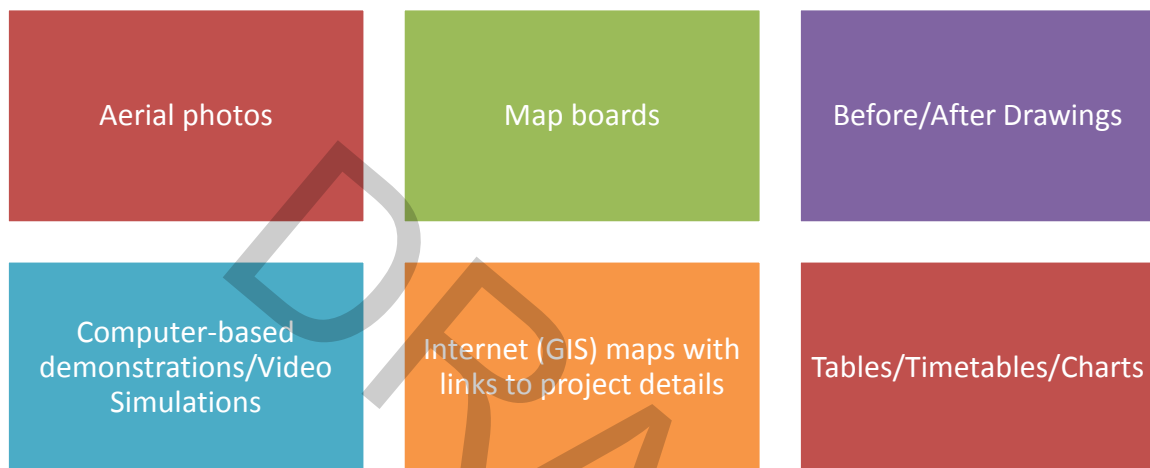 Aerial photos
Map boards
Before/After Drawings
Computer-based
demonstrations/Video
Simulations
Internet (GIS) maps with
links to project details
Tables/Timetables/Charts